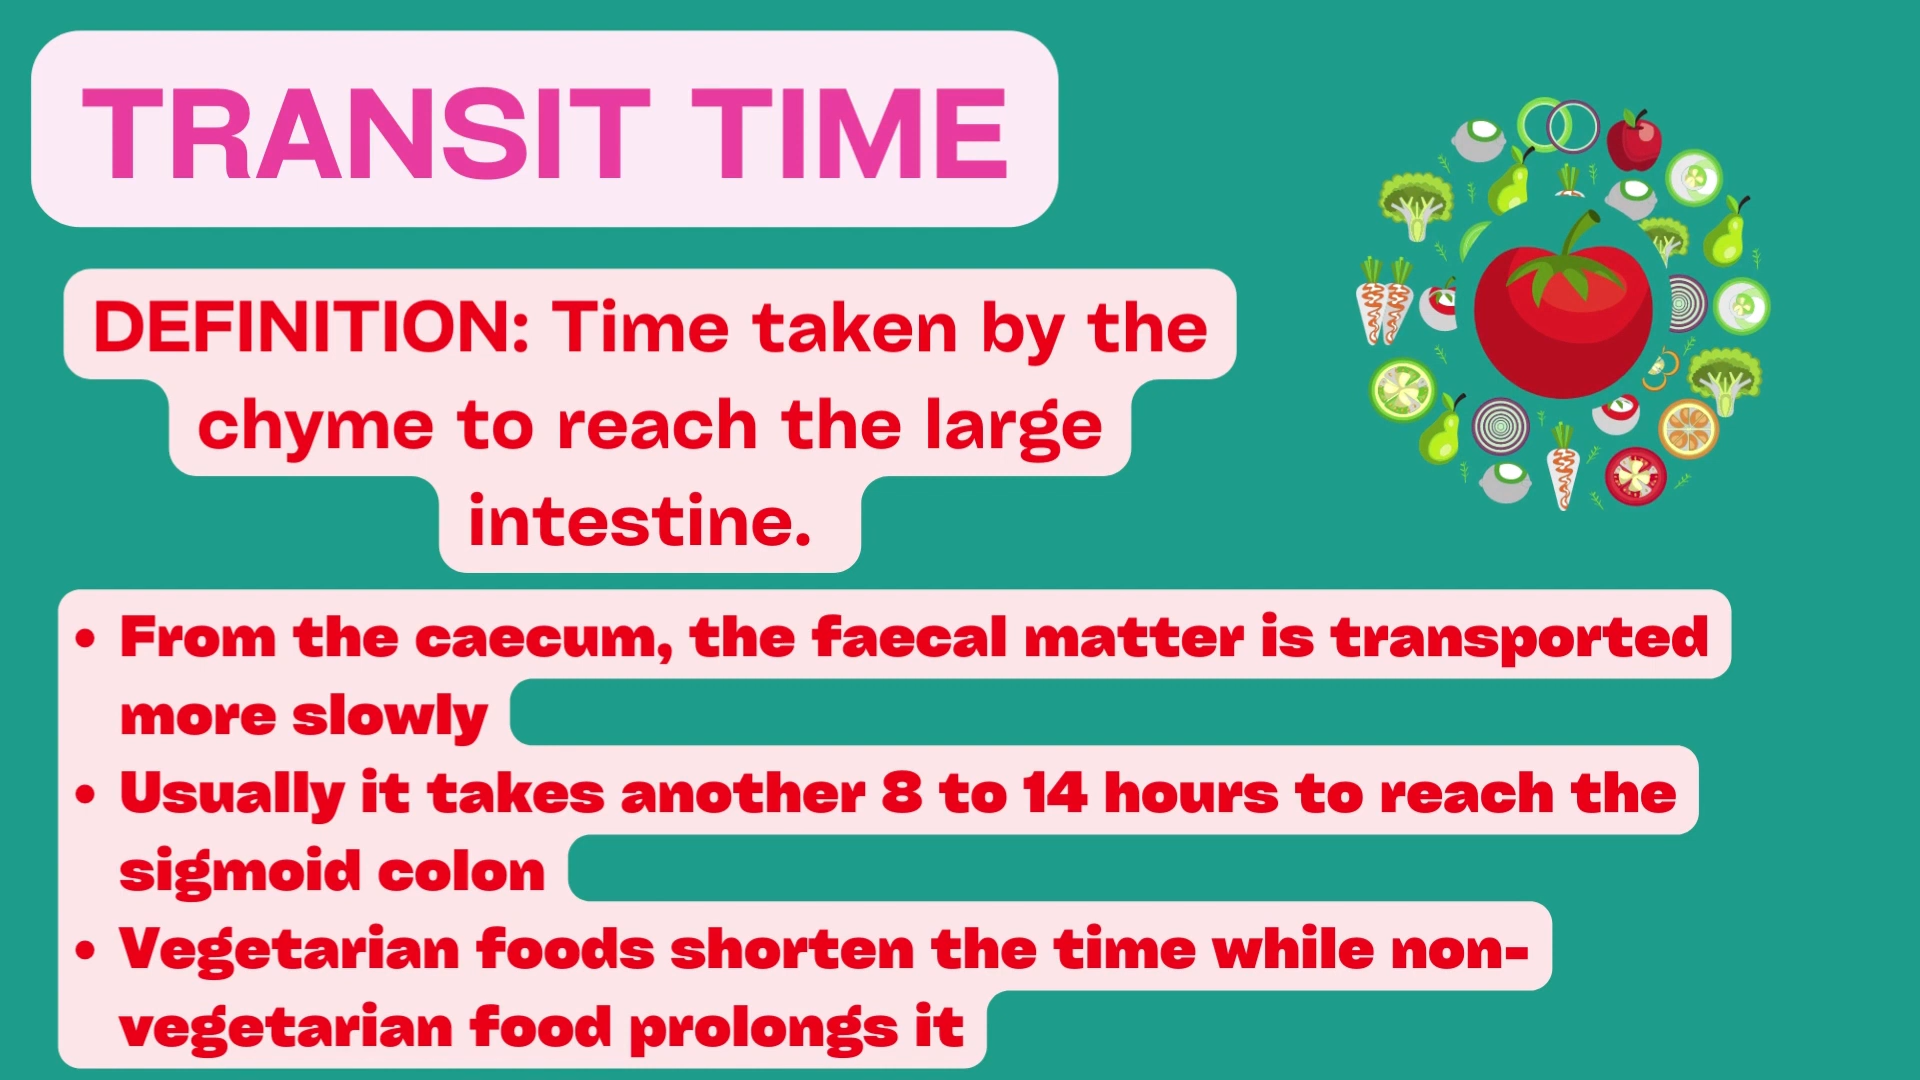 TRANSIT TIME
DEFINITION: Time taken by the
chyme to reach the large
intestine.
• From the caecum, the faecal matter is transported
more slowly
• Usually it takes another 8 to 14 hours to reach the
sigmoid colon
• Vegetarian foods shorten the time while non-
vegetarian food prolongs it